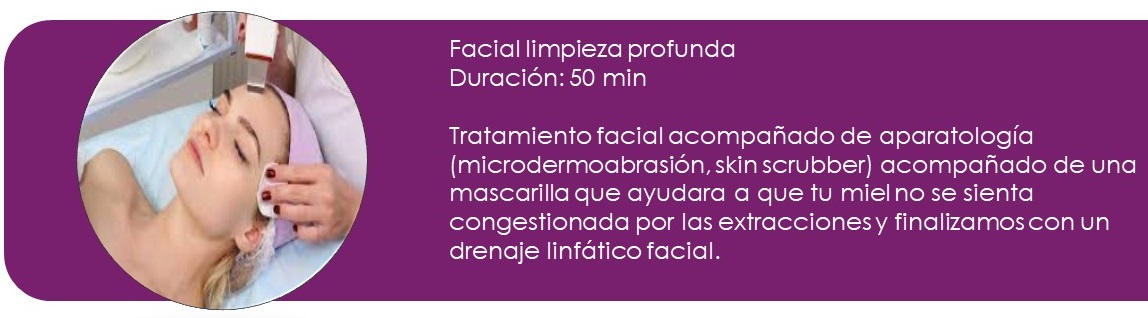 Facial limpieza profunda
Duración: 50 min
Tratamiento facial acompañado de aparatología
(microdermoabrasión, skin scrubber) acompañado de una
mascarilla que ayudara a que tu miel no se sienta
congestionada por las extracciones y finalizamos con un
drenaje linfático facial.